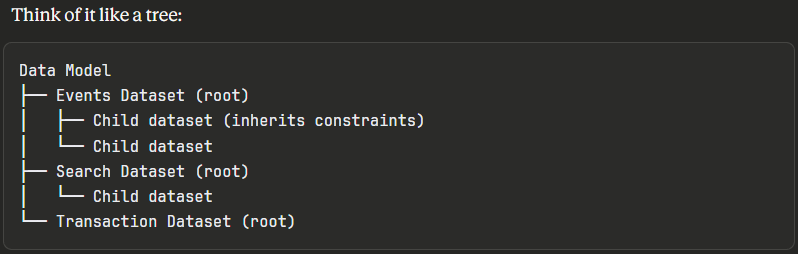 Think of it like a tree:
Data Model
├── Events Dataset (root)
│   ├── Child dataset (inherits constraints)
│   └── Child dataset
├── Search Dataset (root)
│   └── Child dataset
└── Transaction Dataset (root)